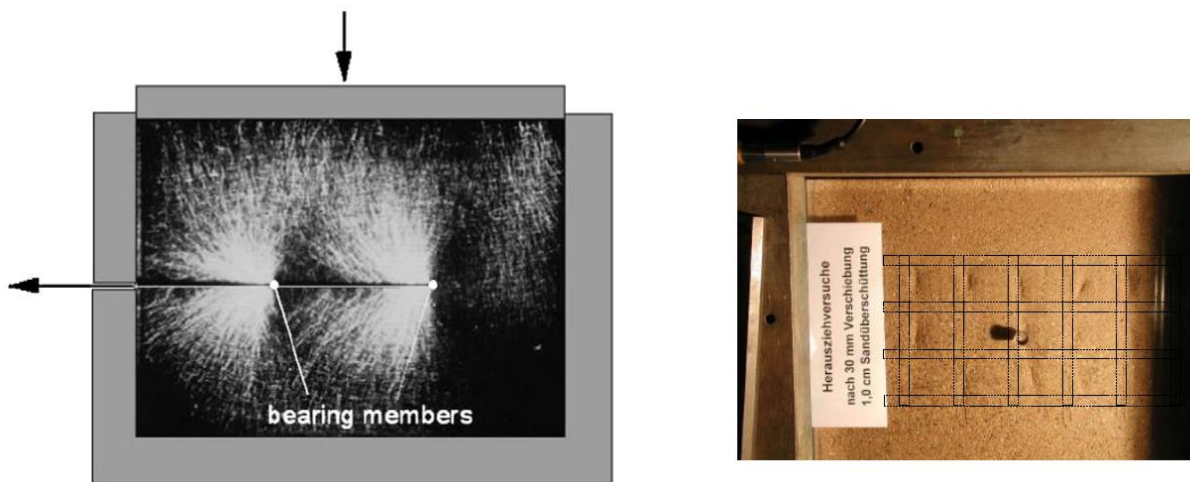 bearing members
Herausziehversuche
nach 30 mm Verschiebung
1,0 cm Sandüberschüttung